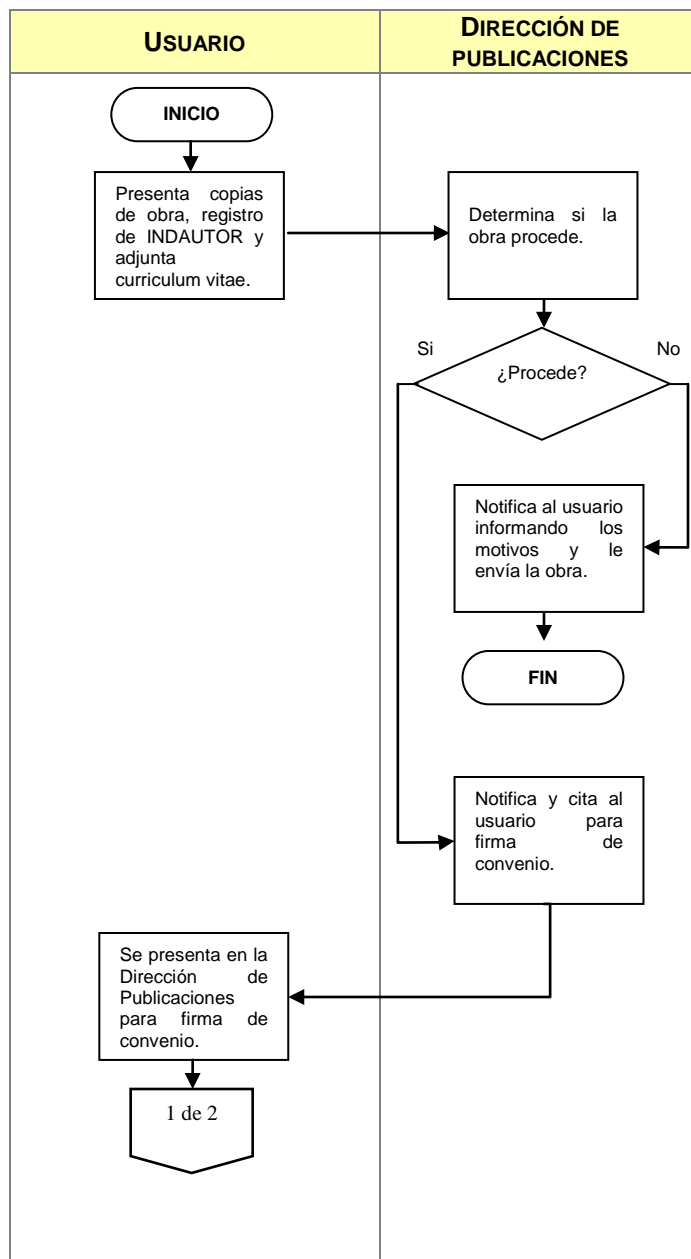 USUARIO
DIRECCIÓN DE
PUBLICACIONES
INICIO
Presenta copias
de obra, registro
de INDAUTOR y
adjunta
curriculum vitae.
Determina si la
obra procede.
Si
No
¿Procede?
Notifica al usuario
informando los
motivos y le
envía la obra.
FIN
Notifica y cita al
usuario para
firma de
convenio.
Se presenta en la
Dirección de
Publicaciones
para firma de
convenio.
1 de 2